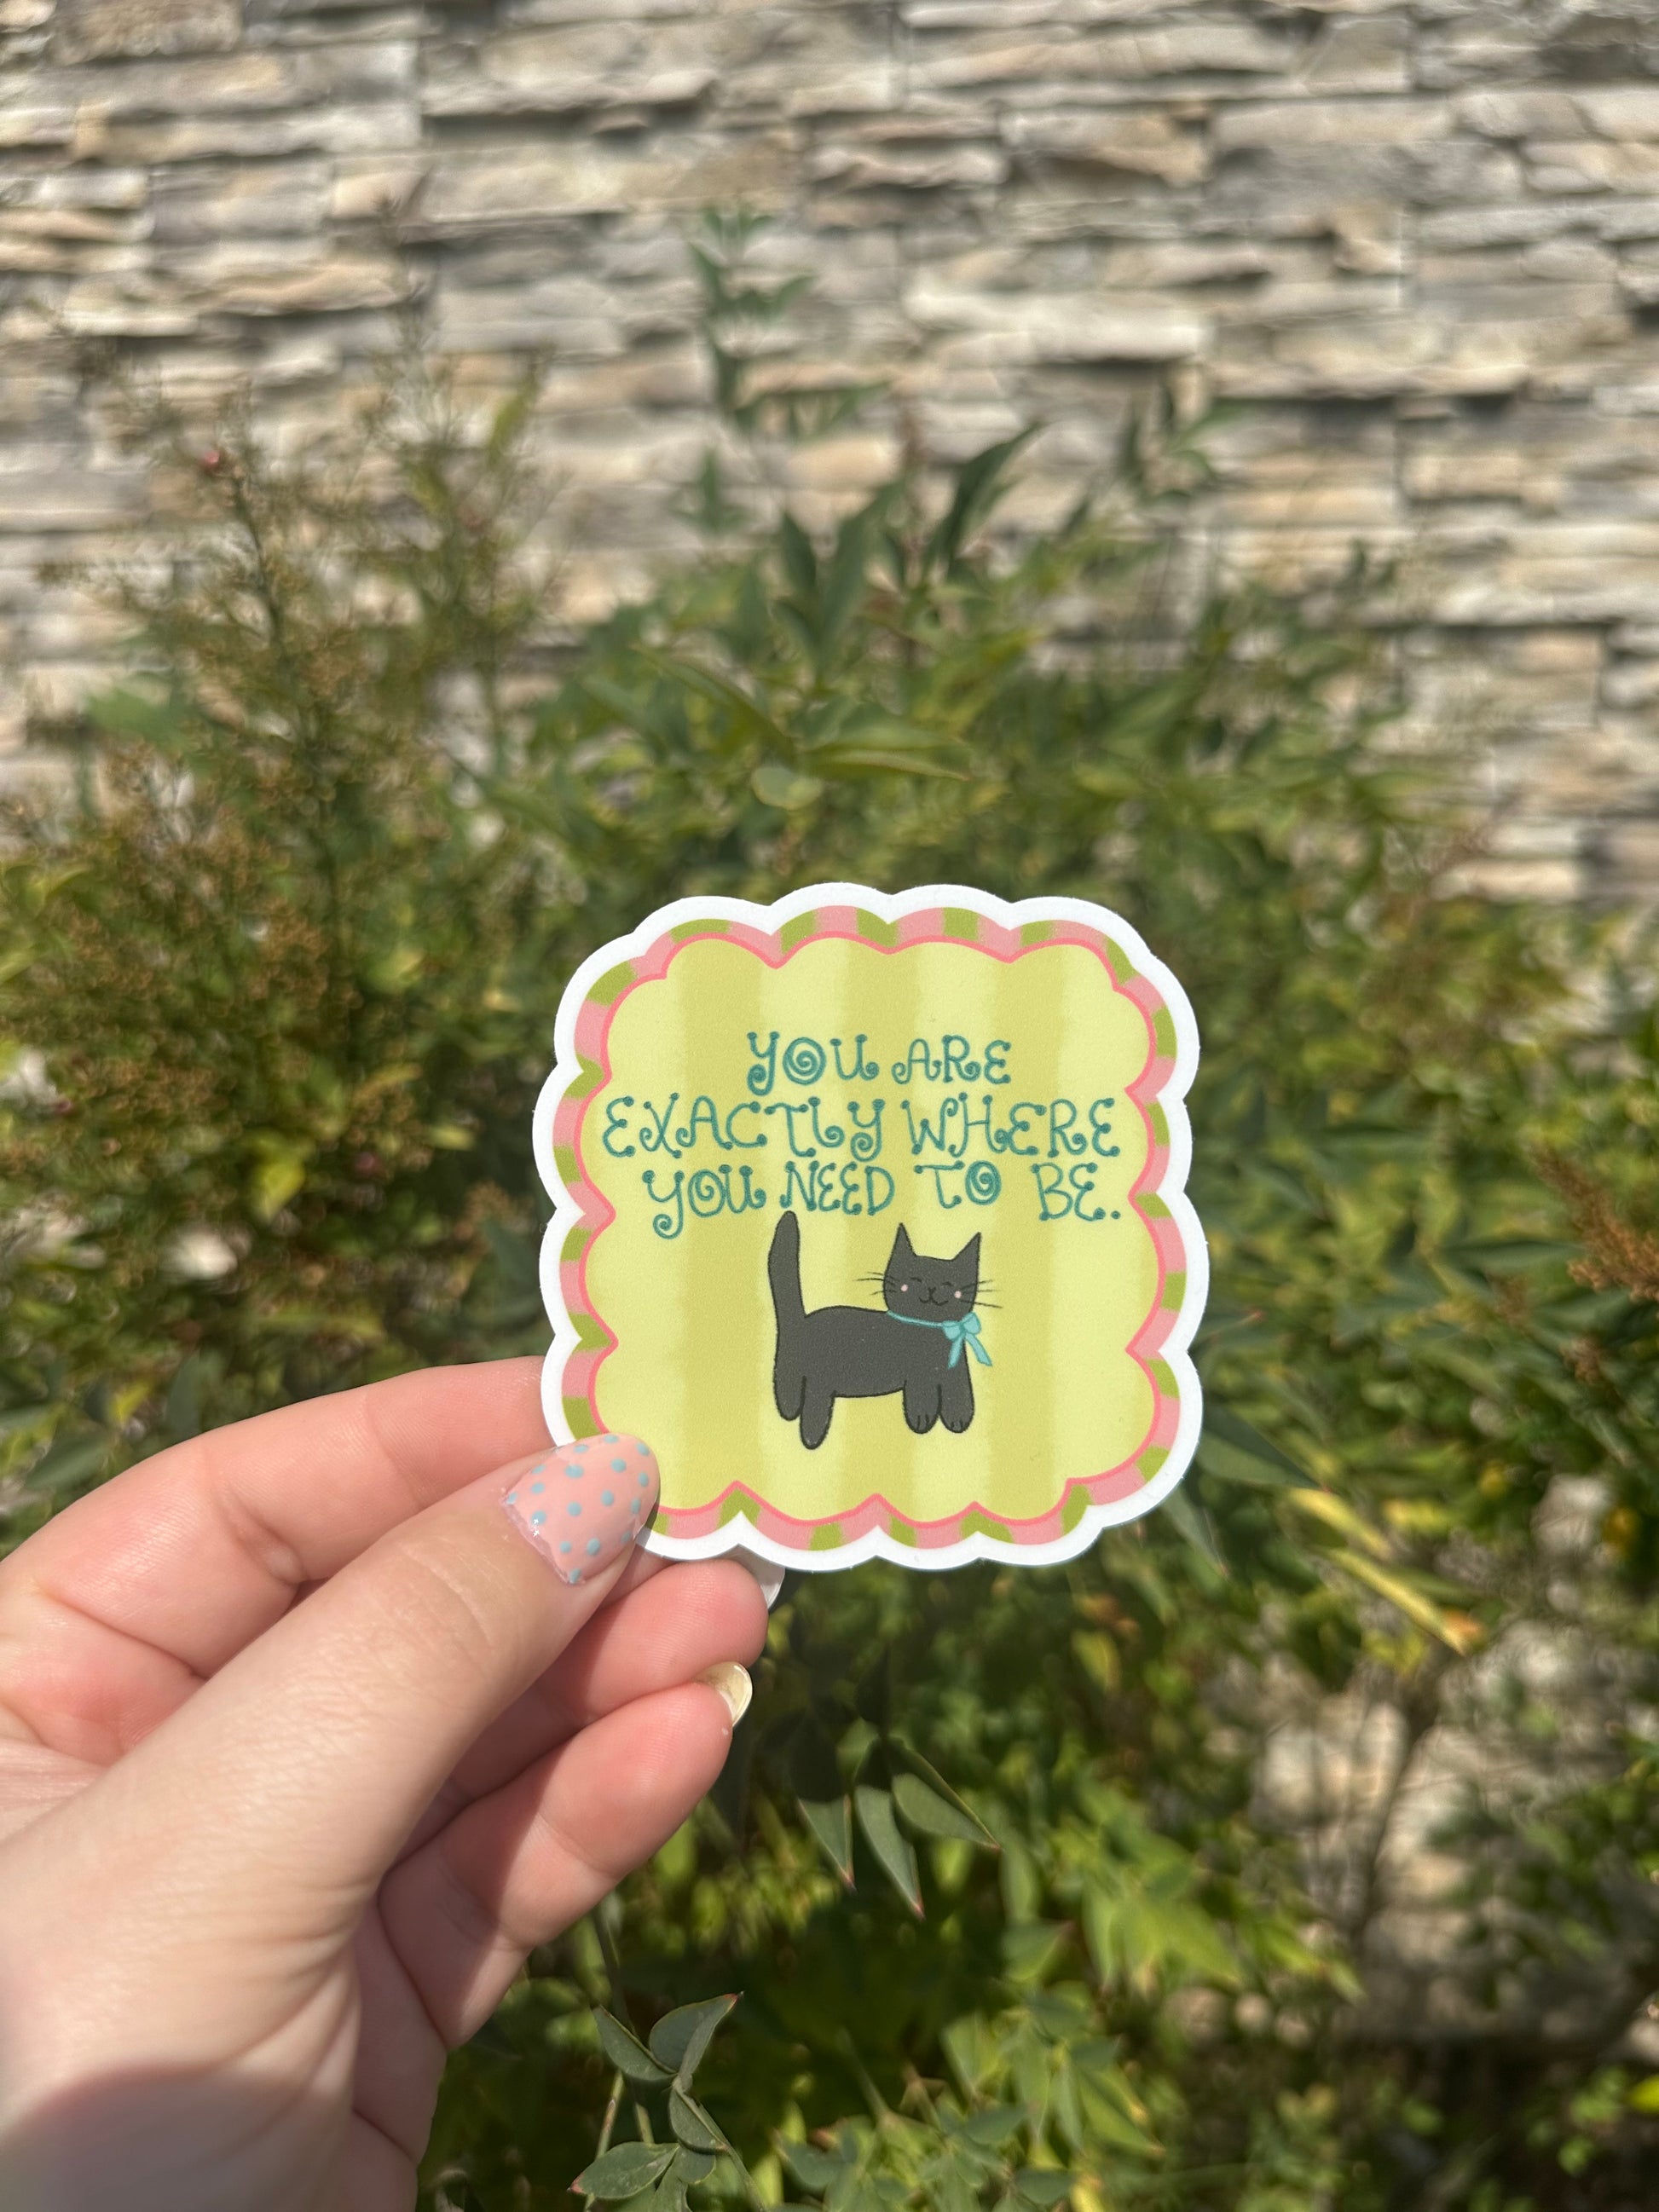 YOU ARE
EXACTLY WHERE
YOU NEED TO BE.